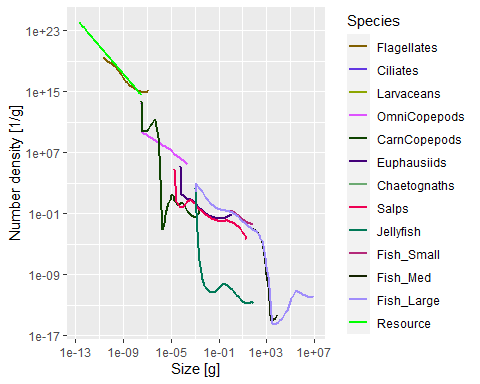 Species
1e+23
1e+15
1e+07
1e-01
1e-09
1e-17
Number density [1/g]
1e-13
1e-09
1e-05
1e-01
1e+03
1e+07
Size [g]
Flagellates
Ciliates
Larvaceans
OmniCopepods
CarnCopepods
Euphausiids
Chaetognaths
Salps
Jellyfish
Fish_Small
Fish_Med
Fish_Large
Resource